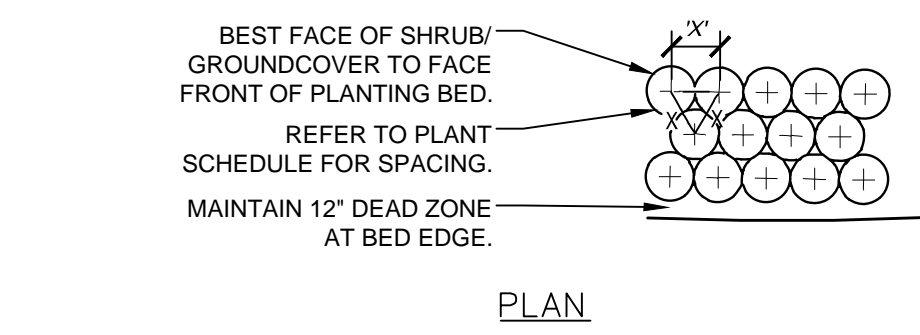 'X'
BEST FACE OF SHRUB/
GROUNDCOVER TO FACE
FRONT OF PLANTING BED.
X X
REFER TO PLANT
SCHEDULE FOR SPACING.
MAINTAIN 12" DEAD ZONE
AT BED EDGE.
PLAN